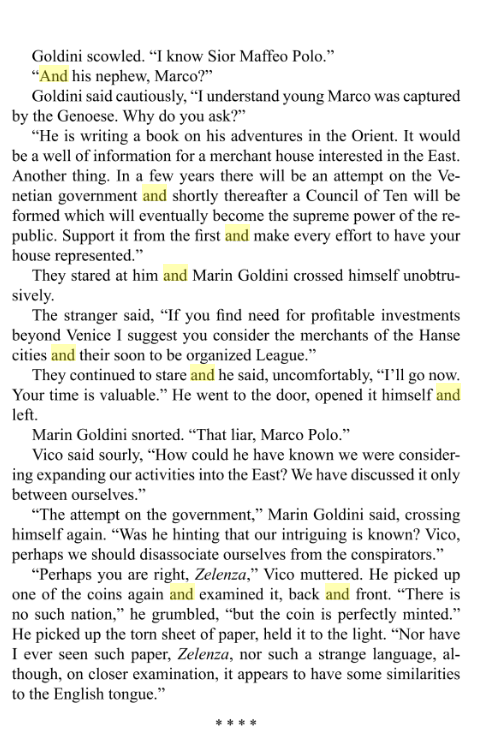 Goldini scowled. “I know Sior Maffeo Polo.”
“And his nephew, Marco?”
Goldini said cautiously, “I understand young Marco was captured
by the Genoese. Why do you ask?”
“He is writing a book on his adventures in the Orient. It would
be a well of information for a merchant house interested in the East.
Another thing. In a few years there will be an attempt on the Ve-
netian government and shortly thereafter a Council of Ten will be
formed which will eventually become the supreme power of the re-
public. Support it from the first and make every effort to have your
house represented.”
They stared at him and Marin Goldini crossed himself unobtru-
sively.
The stranger said, “If you find need for profitable investments
beyond Venice I suggest you consider the merchants of the Hanse
cities and their soon to be organized League.”
They continued to stare and he said, uncomfortably, “I’ll go now.
Your time is valuable.” He went to the door, opened it himself and
left.
Marin Goldini snorted. “That liar, Marco Polo.”
Vico said sourly, “How could he have known we were consider-
ing expanding our activities into the East? We have discussed it only
between ourselves.”
“The attempt on the government,” Marin Goldini said, crossing
himself again. “Was he hinting that our intriguing is known? Vico,
perhaps we should disassociate ourselves from the conspirators.”
“Perhaps you are right, Zelenza,” Vico muttered. He picked up
one of the coins again and examined it, back and front. “There is
no such nation,” he grumbled, “but the coin is perfectly minted.”
He picked up the torn sheet of paper, held it to the light. “Nor have
I ever seen such paper, Zelenza, nor such a strange language, al-
though, on closer examination, it appears to have some similarities
to the English tongue.”
* * * *